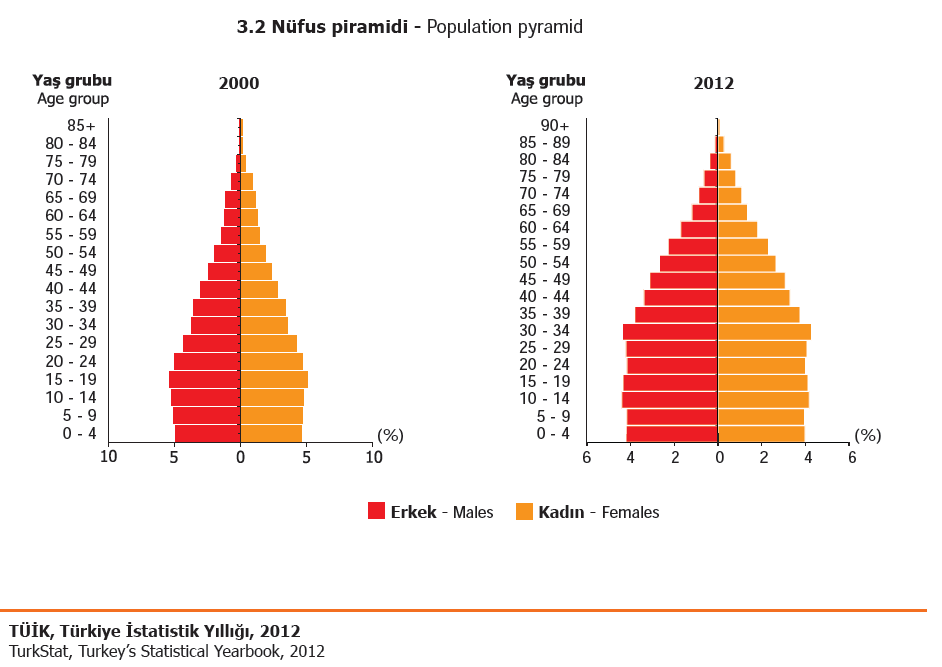 3.2 Nüfus piramidi - Population pyramid
Yaş grubu
Age group
2000
85+
80 - 84
75 - 79
70 - 74
65 - 69
60 - 64
55 - 59
50 - 54
45 - 49
40 - 44
35 - 39
30 - 34
25 - 29
20 - 24
15 - 19
10 - 14
5 - 9
0 - 4
(%)
10 5 0 5 10
Yaş grubu
Age group
2012
90+
85 - 89
80 - 84
75 - 79
70 - 74
65 - 69
60 - 64
55 - 59
50 - 54
45 - 49
40 - 44
35 - 39
30 - 34
25 - 29
20 - 24
15 - 19
10 - 14
5 - 9
0 - 4
(%)
6 4 2 0 2 4 6
Erkek - Males Kadın - Females
TÜİK, Türkiye İstatistik Yıllığı, 2012
TurkStat, Turkey's Statistical Yearbook, 2012